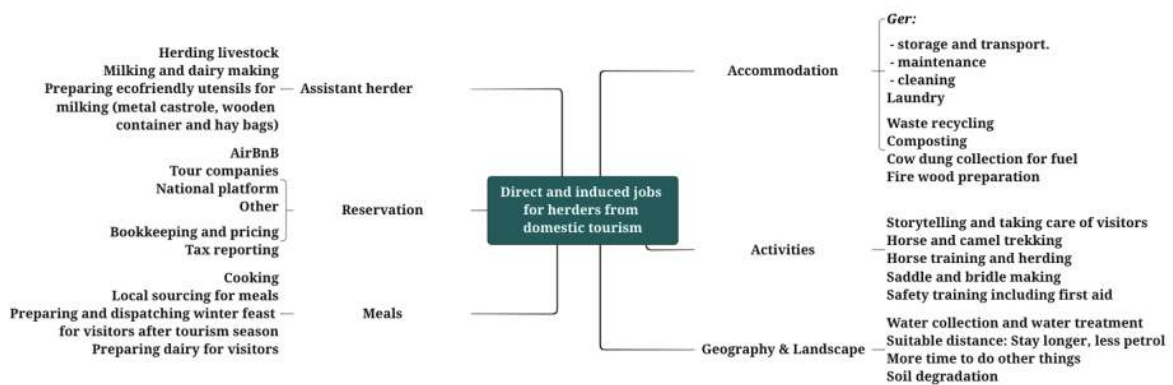 Direct and induced jobs
for herders from
domestic tourism
Assistant herder
Herding livestock
Milking and dairy making
Preparing ecofriendly utensils for
milking (metal castrole, wooden
container and hay bags)
Reservation
AirBnB
Tour companies
National platform
Other
Bookkeeping and pricing
Tax reporting
Meals
Cooking
Local sourcing for meals
Preparing and dispatching winter feast
for visitors after tourism season
Preparing dairy for visitors
Accommodation
Ger:
- storage and transport.
- maintenance
- cleaning
Laundry
Waste recycling
Composting
Cow dung collection for fuel
Fire wood preparation
Activities
Storytelling and taking care of visitors
Horse and camel trekking
Horse training and herding
Saddle and bridle making
Safety training including first aid
Geography & Landscape
Water collection and water treatment
Suitable distance: Stay longer, less petrol
More time to do other things
Soil degradation